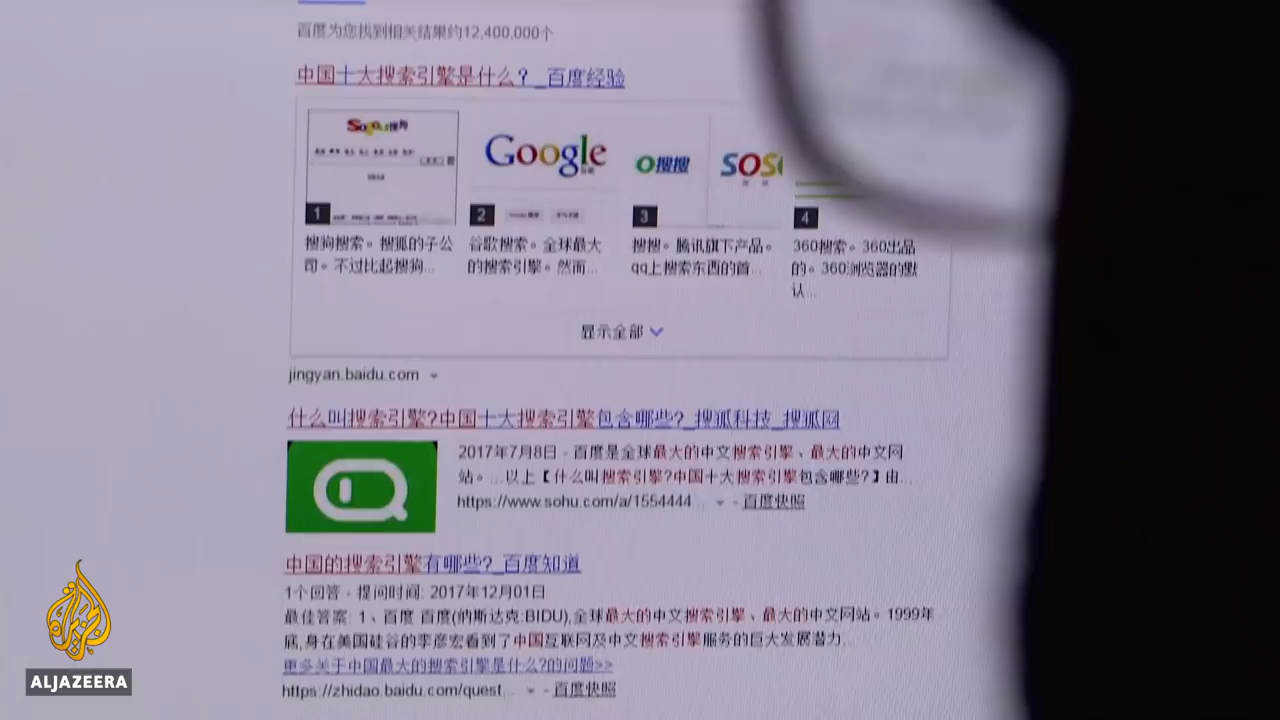 百度为您找到相关结果约12,400,000个
中国十大搜索引擎是什么？_百度经验
Sogou搜狗
Google
搜搜
SOS
1
2
3
4
搜狗搜索。搜狐的子公
司。不过比起搜狗...
谷歌搜索。全球最大
的搜索引擎。然而...
搜搜。腾讯旗下产品。
qq上搜索东西的首...
360搜索。360出品
的。360浏览器的默
认...
显示全部
jingyan.baidu.com
什么叫搜索引擎?中国十大搜索引擎包含哪些?_搜狐科技_搜狐网
2017年7月8日 - 百度是全球最大的中文搜索引擎、最大的中文网
站。...以上【什么叫搜索引擎?中国十大搜索引擎包含哪些?】由...
https://www.sohu.com/a/1554444... - 百度快照
中国的搜索引擎有哪些?_百度知道
1个回答 - 提问时间: 2017年12月01日
最佳答案: 1、百度 百度(纳斯达克:BIDU),全球最大的中文搜索引擎、最大的中文网站。1999年
底,身在美国硅谷的李彦宏看到了中国互联网及中文搜索引擎服务的巨大发展潜力...
更多关于中国最大的搜索引擎是什么?的问题>>
https://zhidao.baidu.com/quest... - 百度快照
ALJAZEERA